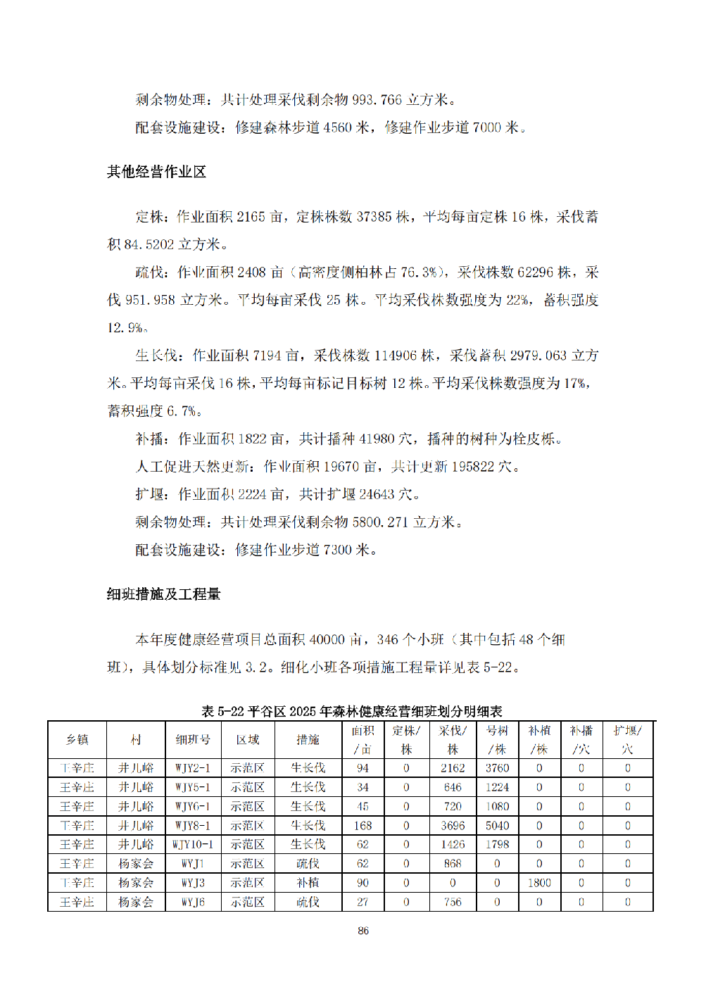 剩余物处理：共计处理采伐剩余物 993.766 立方米。
配套设施建设：修建森林步道 4560 米，修建作业步道 7000 米。
其他经营作业区
定株：作业面积 2165 亩，定株株数 37385 株，平均每亩定株 16 株，采伐蓄
积 84.5202 立方米。
疏伐：作业面积 2408 亩（高密度侧柏林占 76.3%），采伐株数 62296 株，采
伐 951.958 立方米。平均每亩采伐 25 株。平均采伐株数强度为 22%，蓄积强度
12.9%。
生长伐：作业面积 7194 亩，采伐株数 114906 株，采伐蓄积 2979.063 立方
米。平均每亩采伐 16 株，平均每亩标记目标树 12 株。平均采伐株数强度为 17%，
蓄积强度 6.7%。
补播：作业面积 1822 亩，共计播种 41980 穴，播种的树种为栓皮栎。
人工促进天然更新：作业面积 19670 亩，共计更新 195822 穴。
扩堰：作业面积 2224 亩，共计扩堰 24643 穴。
剩余物处理：共计处理采伐剩余物 5800.271 立方米。
配套设施建设：修建作业步道 7300 米。
细班措施及工程量
本年度健康经营项目总面积 40000 亩，346 个小班（其中包括 48 个细
班），具体划分标准见 3.2。细化小班各项措施工程量详见表 5-22。
表 5-22 平谷区 2025 年森林健康经营细班划分明细表
乡镇 村 细班号 区域 措施 面积/亩 定株/株 采伐/株 号树/株 补植/株 补播/穴 扩堰/穴
王辛庄 井儿峪 WJY2-1 示范区 生长伐 94 0 2162 3760 0 0 0
王辛庄 井儿峪 WJY5-1 示范区 生长伐 34 0 646 1224 0 0 0
王辛庄 井儿峪 WJY6-1 示范区 生长伐 45 0 720 1080 0 0 0
王辛庄 井儿峪 WJY8-1 示范区 生长伐 168 0 3696 5040 0 0 0
王辛庄 井儿峪 WJY10-1 示范区 生长伐 62 0 1426 1798 0 0 0
王辛庄 杨家会 WYJ1 示范区 疏伐 62 0 868 0 0 0 0
王辛庄 杨家会 WYJ3 示范区 补植 90 0 0 0 1800 0 0
王辛庄 杨家会 WYJ6 示范区 疏伐 27 0 756 0 0 0 0
86